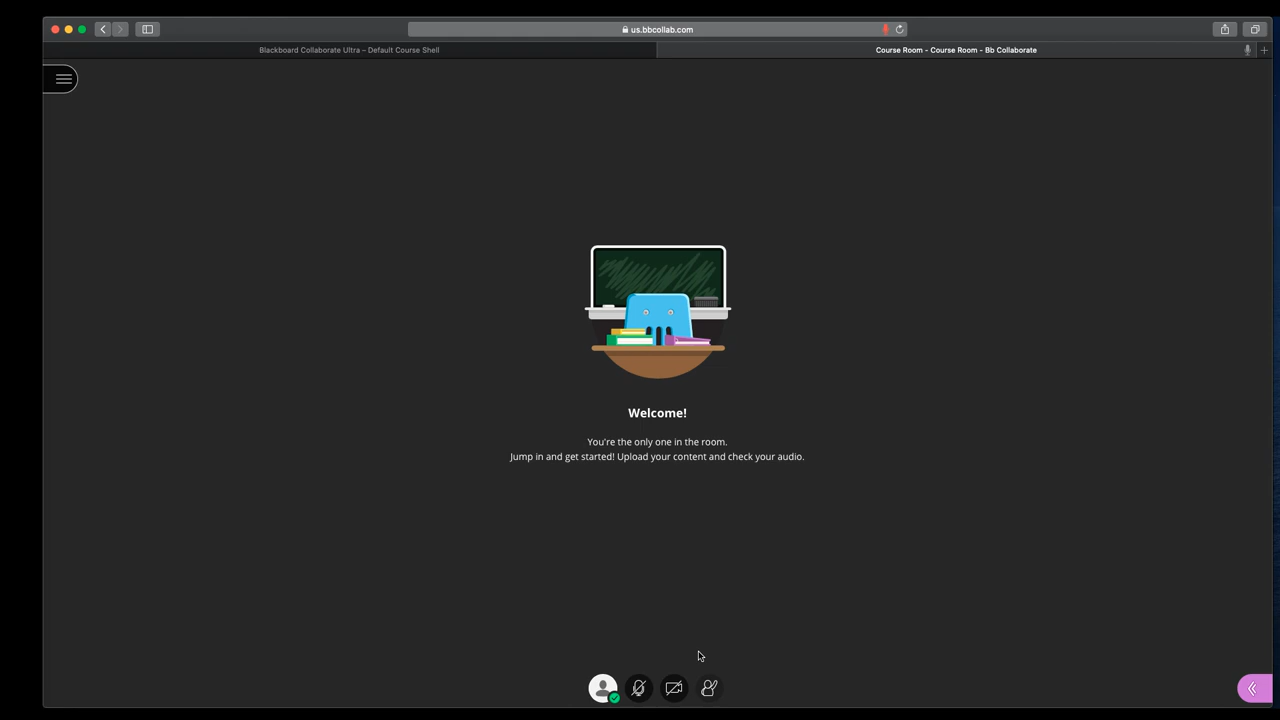 us.bbcollab.com
Blackboard Collaborate Ultra – Default Course Shell
Course Room - Course Room - Bb Collaborate
Welcome!
You're the only one in the room.
Jump in and get started! Upload your content and check your audio.